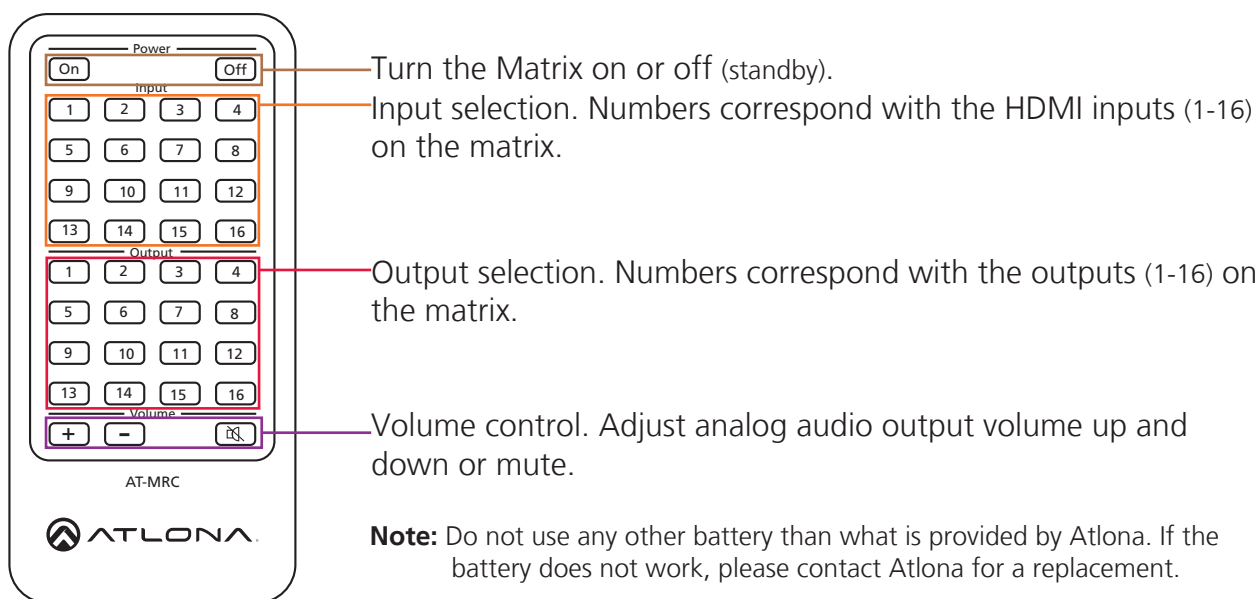 Power
On Off
Input
1 2 3 4
5 6 7 8
9 10 11 12
13 14 15 16
Output
1 2 3 4
5 6 7 8
9 10 11 12
13 14 15 16
Volume
+ -
AT-MRC
ATLONA.
Turn the Matrix on or off (standby).
Input selection. Numbers correspond with the HDMI inputs (1-16)
on the matrix.
Output selection. Numbers correspond with the outputs (1-16) on
the matrix.
Volume control. Adjust analog audio output volume up and
down or mute.
Note: Do not use any other battery than what is provided by Atlona. If the
battery does not work, please contact Atlona for a replacement.